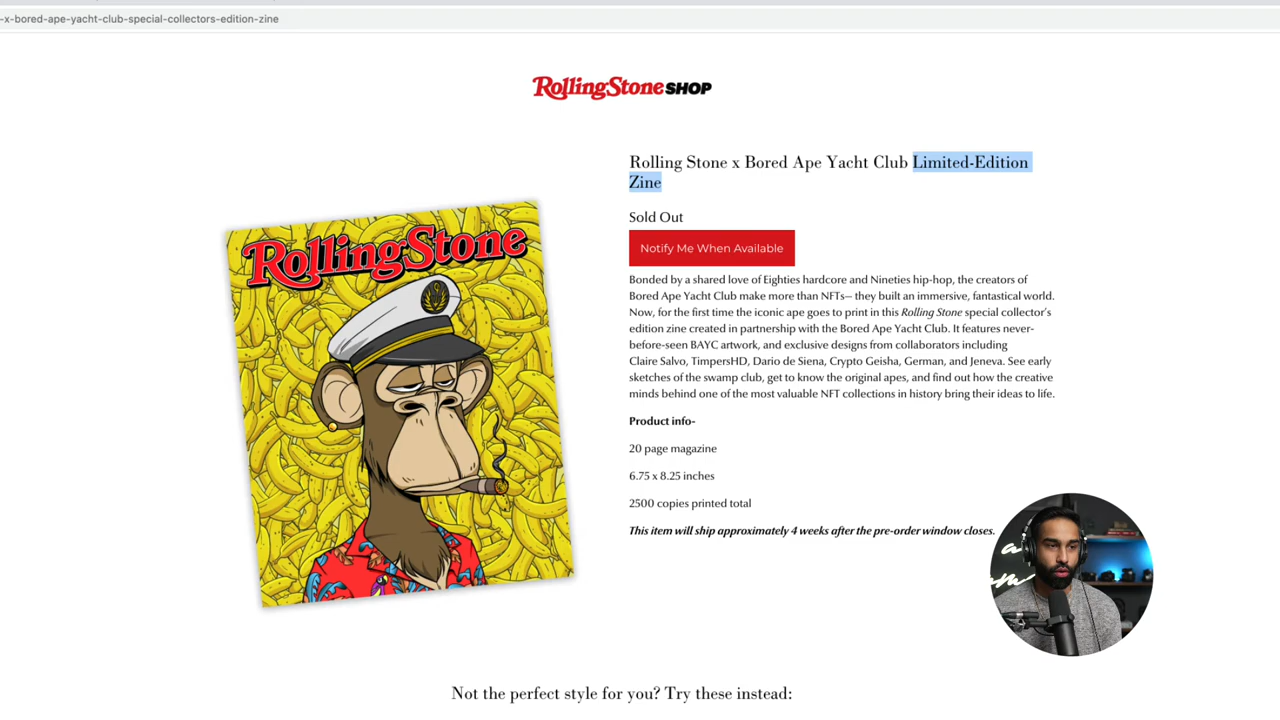 -x-bored-ape-yacht-club-special-collectors-edition-zine
RollingStone SHOP
Rolling Stone x Bored Ape Yacht Club Limited-Edition
Zine
Sold Out
Notify Me When Available
RollingStone
Bonded by a shared love of Eighties hardcore and Nineties hip-hop, the creators of
Bored Ape Yacht Club make more than NFTs— they built an immersive, fantastical world.
Now, for the first time the iconic ape goes to print in this Rolling Stone special collector's
edition zine created in partnership with the Bored Ape Yacht Club. It features never-
before-seen BAYC artwork, and exclusive designs from collaborators including
Claire Salvo, TimpersHD, Dario de Siena, Crypto Geisha, German, and Jeneva. See early
sketches of the swamp club, get to know the original apes, and find out how the creative
minds behind one of the most valuable NFT collections in history bring their ideas to life.
Product info-
20 page magazine
6.75 x 8.25 inches
2500 copies printed total
This item will ship approximately 4 weeks after the pre-order window closes.
Not the perfect style for you? Try these instead: